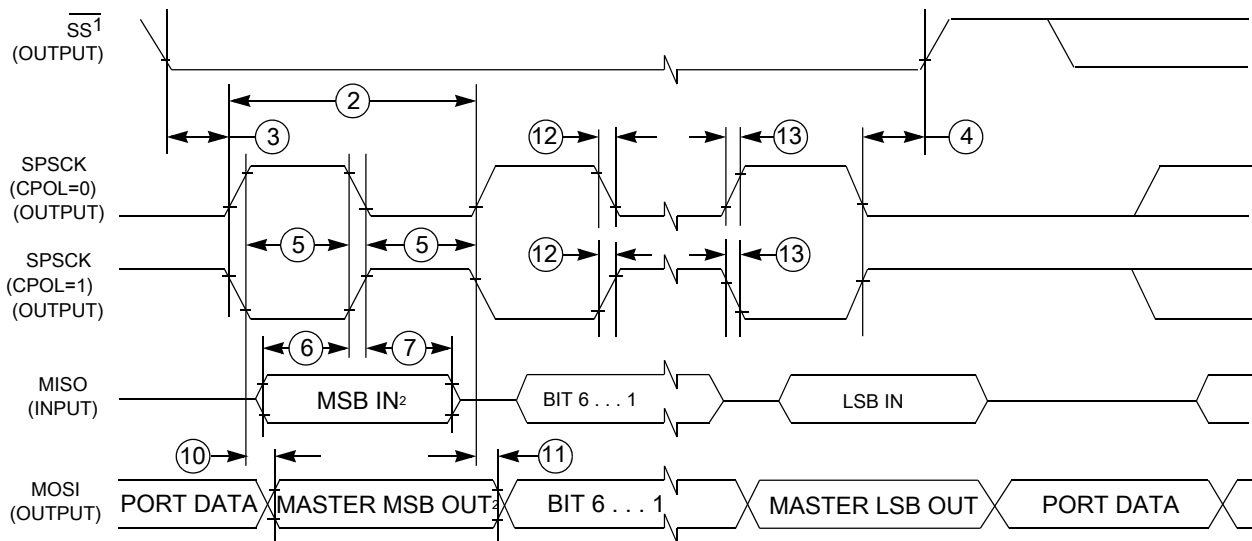 SS1
(OUTPUT)
2
3
12
13
4
SPSCK
(CPOL=0)
(OUTPUT)
5
5
SPSCK
(CPOL=1)
(OUTPUT)
12
13
6
7
MISO
(INPUT)
MSB IN2
BIT 6 . . . 1
LSB IN
10
11
MOSI
(OUTPUT)
PORT DATA
MASTER MSB OUT2
BIT 6 . . . 1
MASTER LSB OUT
PORT DATA